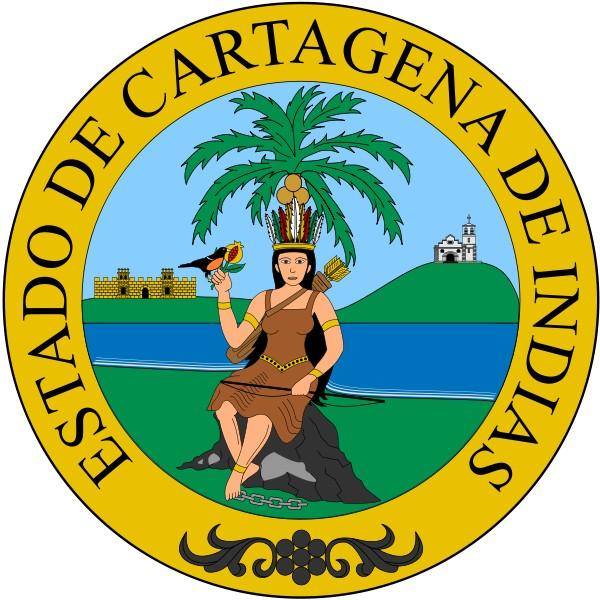 ESTADO DE CARTAGENA DE INDIAS